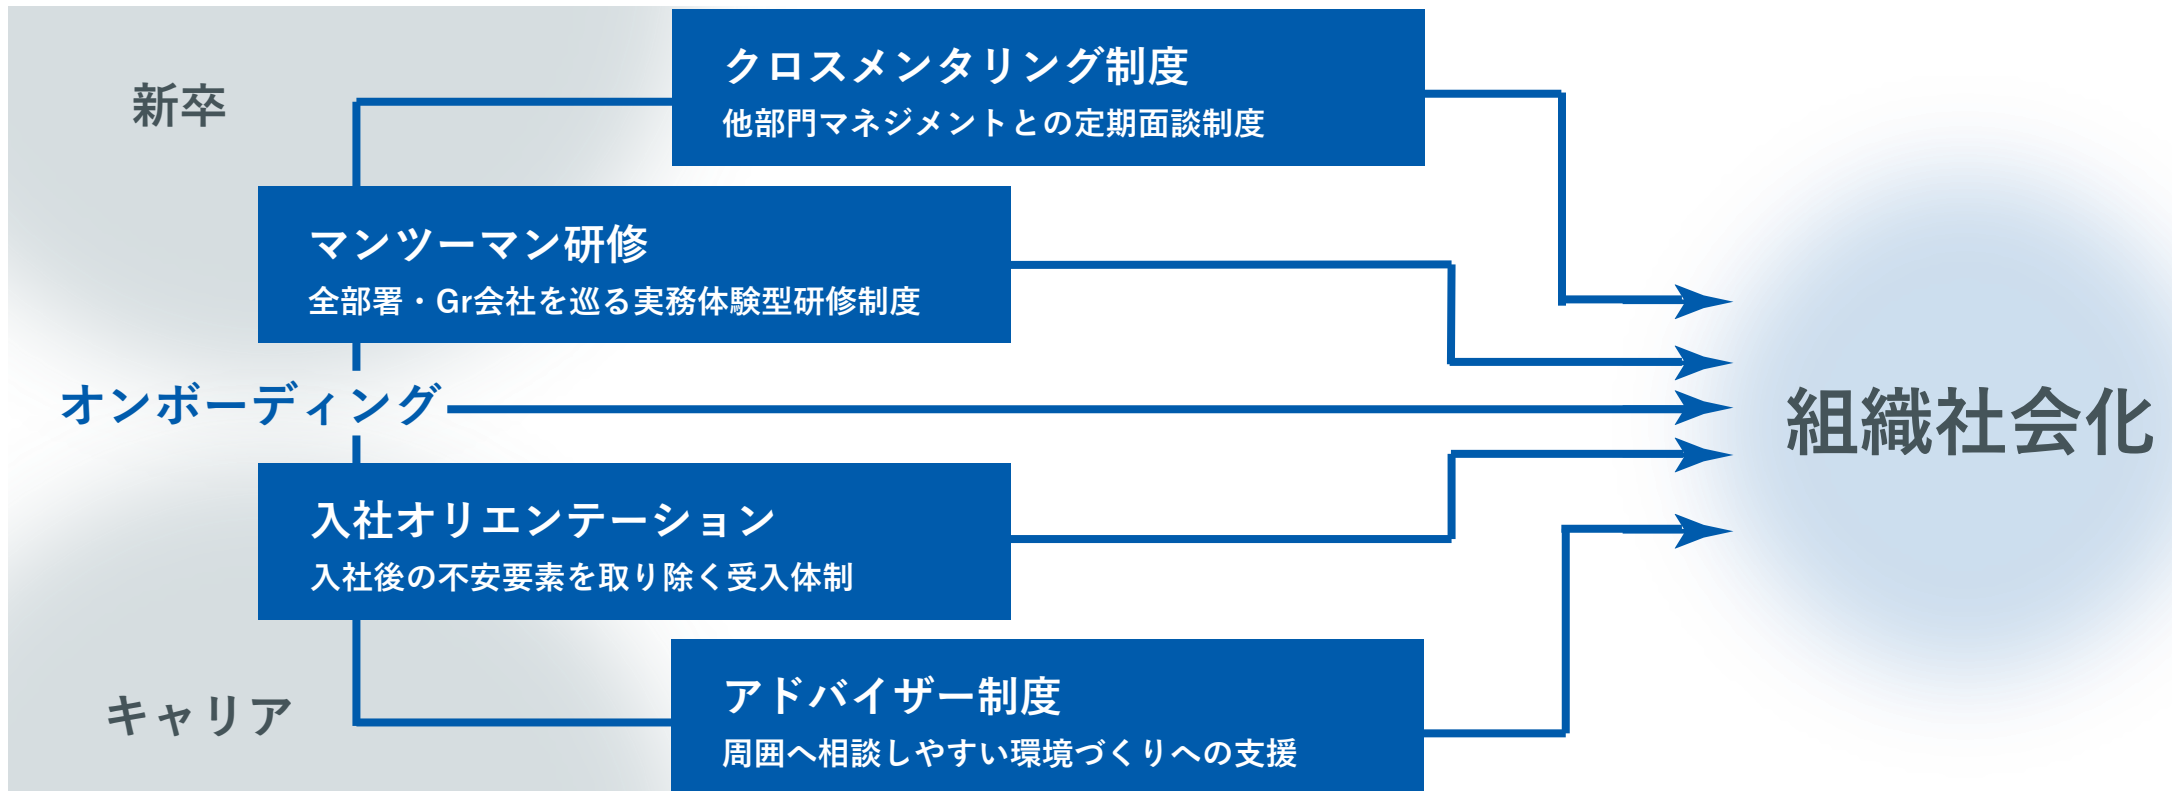 新卒
クロスメンタリング制度
他部門マネジメントとの定期面談制度
マンツーマン研修
全部署・Gr会社を巡る実務体験型研修制度
オンボーディング
組織社会化
入社オリエンテーション
入社後の不安要素を取り除く受入体制
キャリア
アドバイザー制度
周囲へ相談しやすい環境づくりへの支援